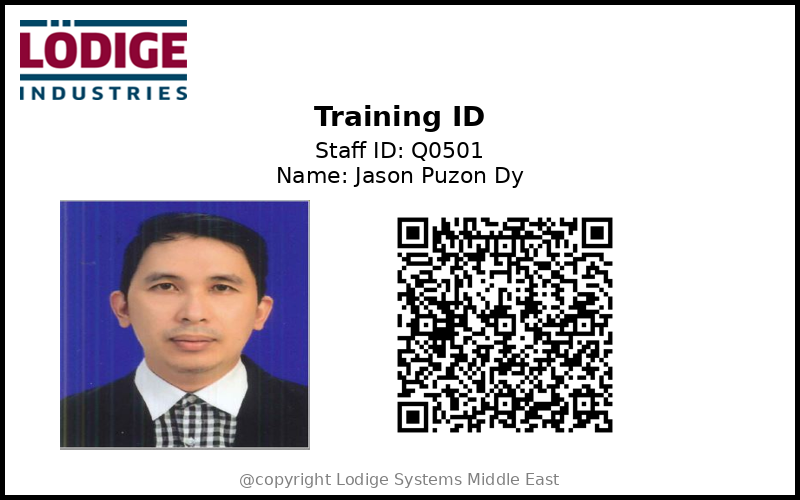 LÖDIGE
INDUSTRIES
Training ID
Staff ID: Q0501
Name: Jason Puzon Dy
@copyright Lodige Systems Middle East